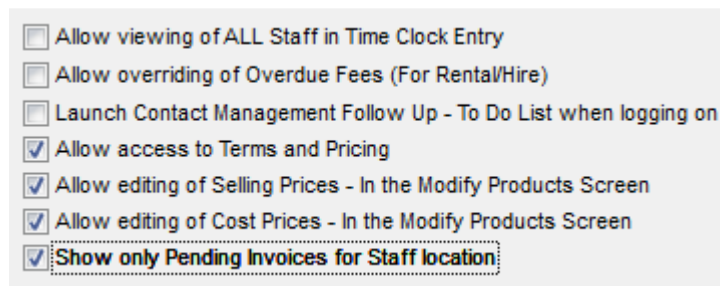 Allow viewing of ALL Staff in Time Clock Entry
Allow overriding of Overdue Fees (For Rental/Hire)
Launch Contact Management Follow Up - To Do List when logging on
Allow access to Terms and Pricing
Allow editing of Selling Prices - In the Modify Products Screen
Allow editing of Cost Prices - In the Modify Products Screen
Show only Pending Invoices for Staff location